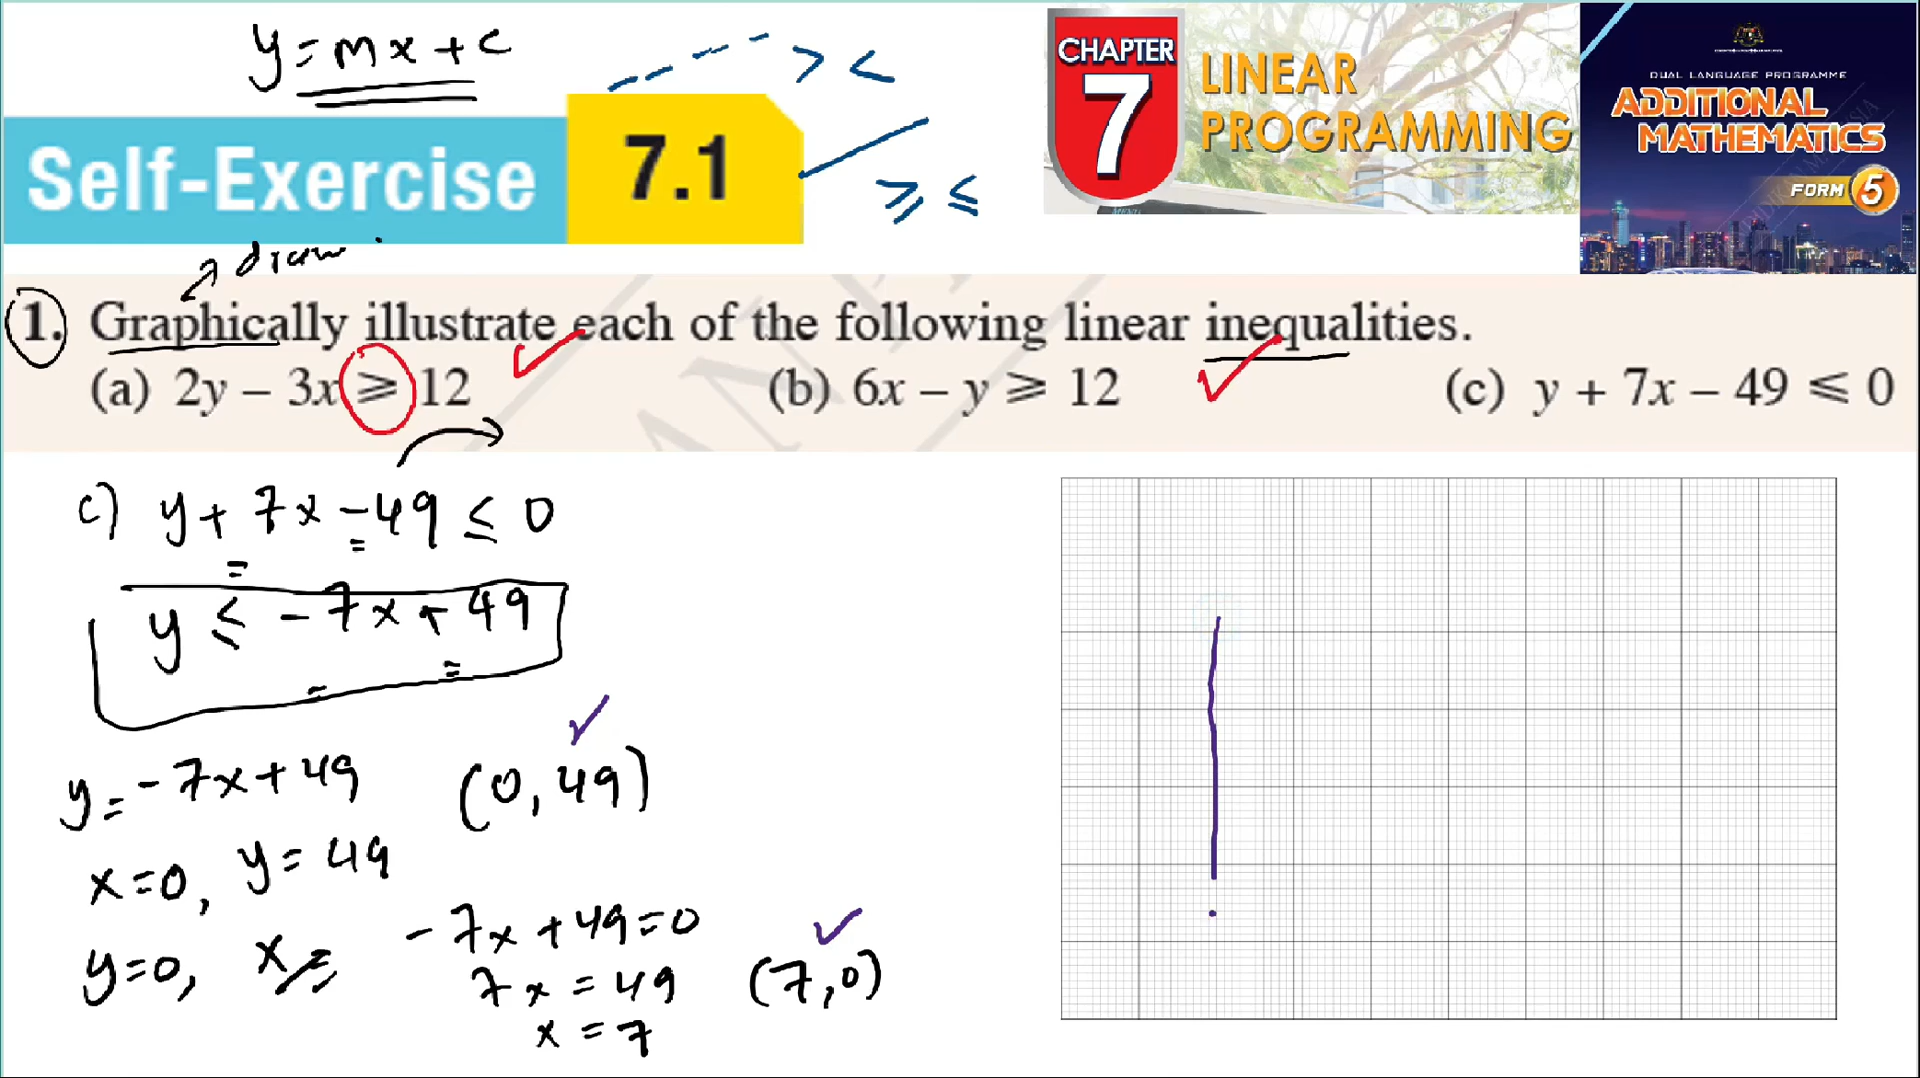 y = mx + c
> <
≥ ≤
Self-Exercise 7.1
CHAPTER 7
LINEAR PROGRAMMING
DUAL LANGUAGE PROGRAMME
ADDITIONAL
MATHEMATICS
FORM 5
draw
1. Graphically illustrate each of the following linear inequalities.
(a) 2y – 3x ⩾ 12 (b) 6x – y ⩾ 12 (c) y + 7x – 49 ⩽ 0
c) y + 7x - 49 ≤ 0
y ≤ - 7x + 49
y = -7x + 49 (0, 49)
x = 0, y = 49
y = 0, x = -7x + 49 = 0
7x = 49 (7, 0)
x = 7